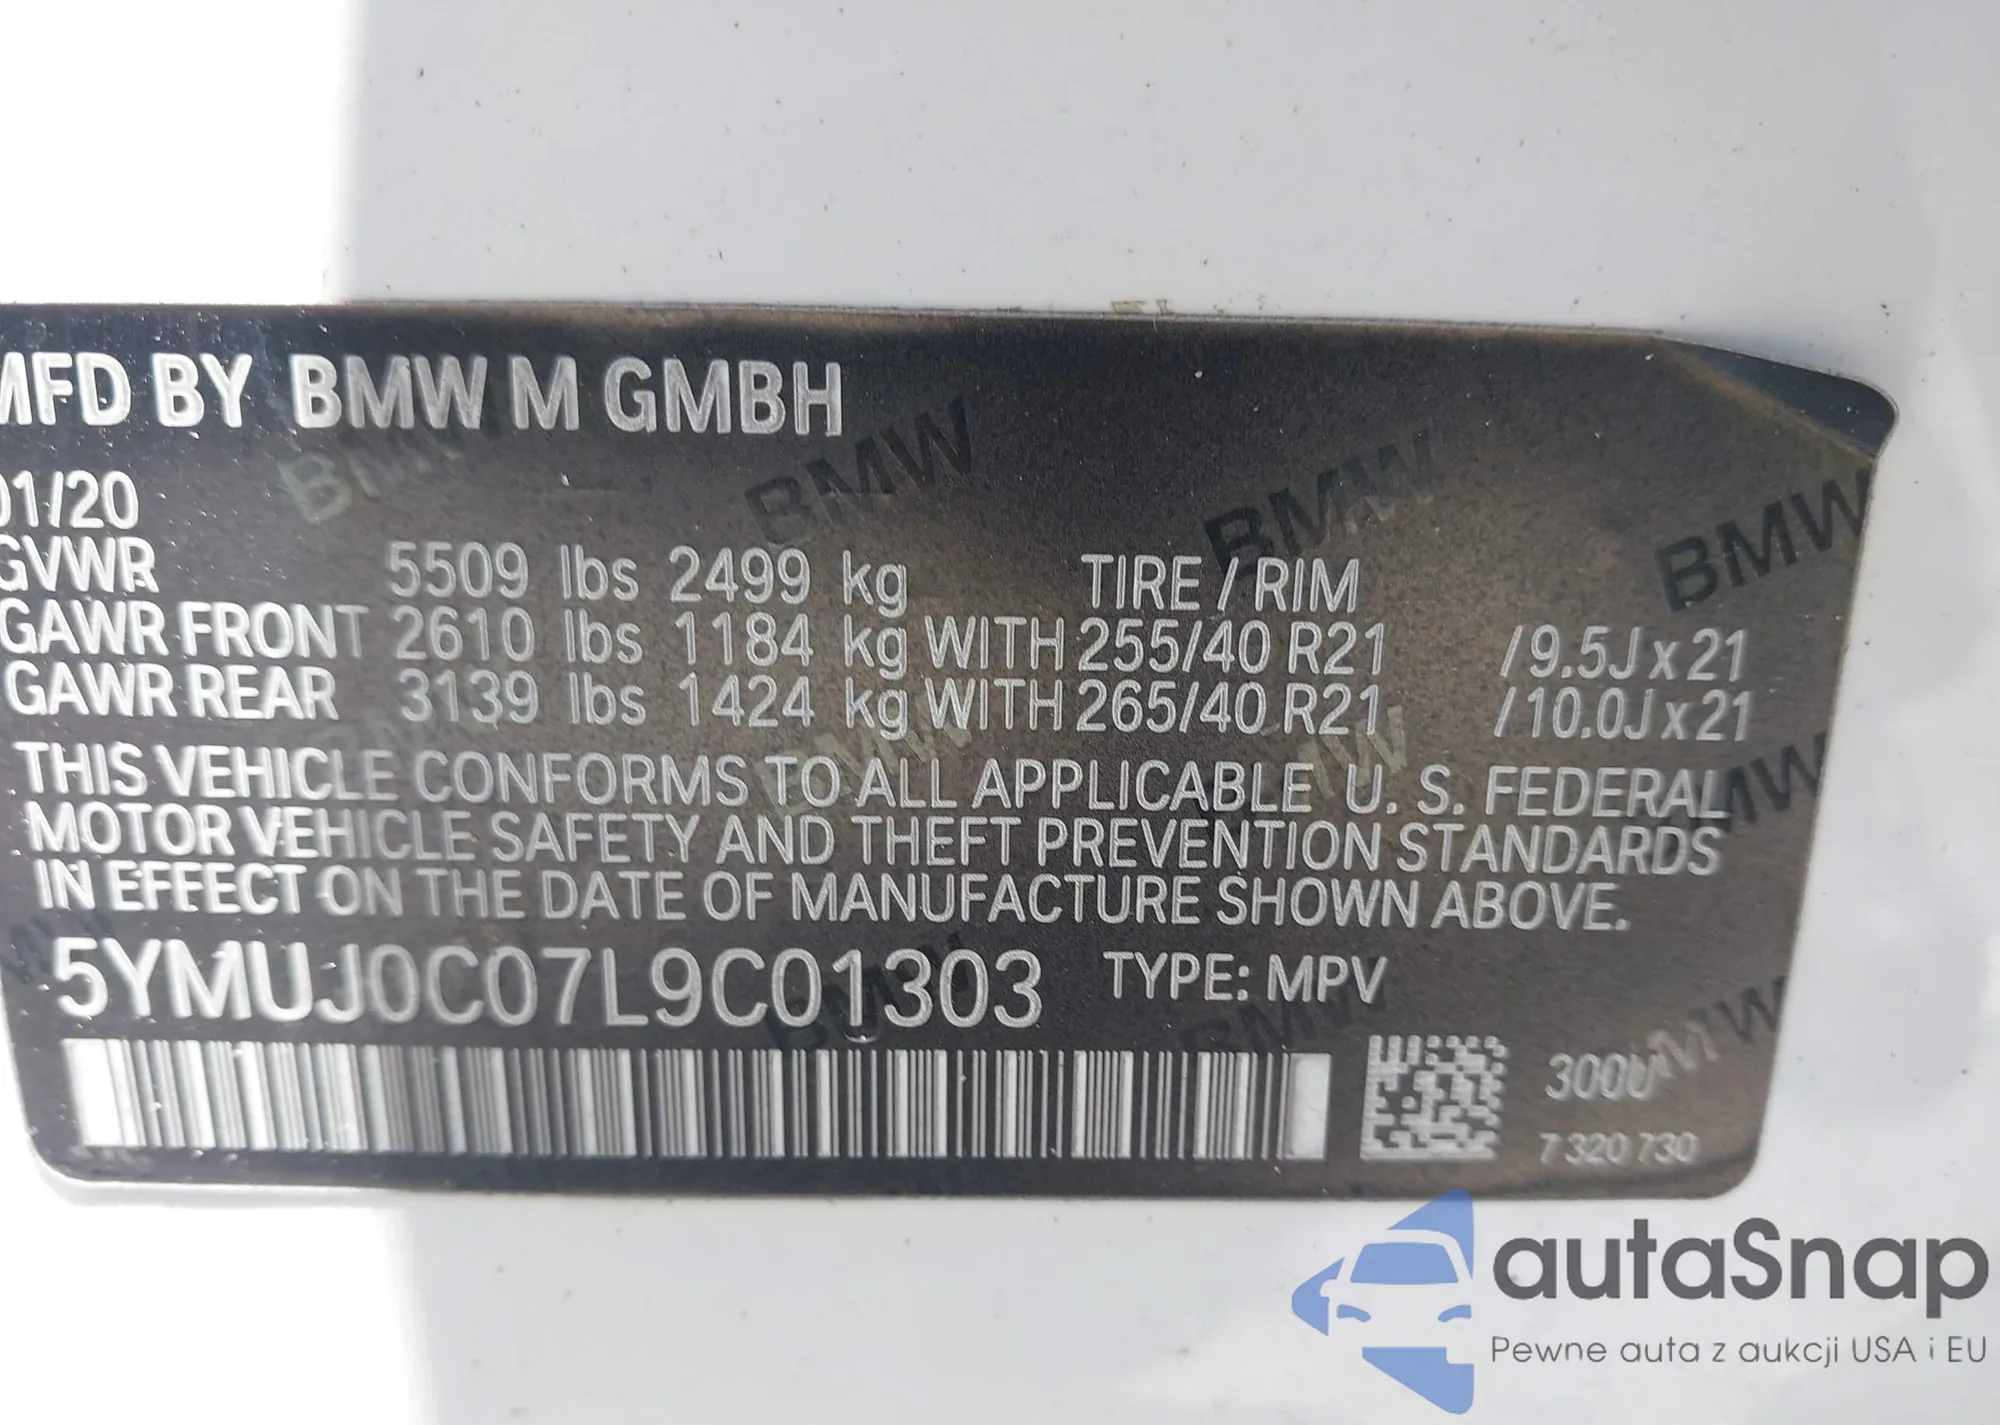 MFD BY BMW M GMBH
01/20
GVWR 5509 lbs 2499 kg TIRE / RIM
GAWR FRONT 2610 lbs 1184 kg WITH 255/40 R21 /9.5J x 21
GAWR REAR 3139 lbs 1424 kg WITH 265/40 R21 /10.0J x 21
THIS VEHICLE CONFORMS TO ALL APPLICABLE U. S. FEDERAL
MOTOR VEHICLE SAFETY AND THEFT PREVENTION STANDARDS
IN EFFECT ON THE DATE OF MANUFACTURE SHOWN ABOVE.
5YMUJ0C07L9C01303 TYPE: MPV
300U
7 320 730
autaSnap
Pewne auta z aukcji USA i EU